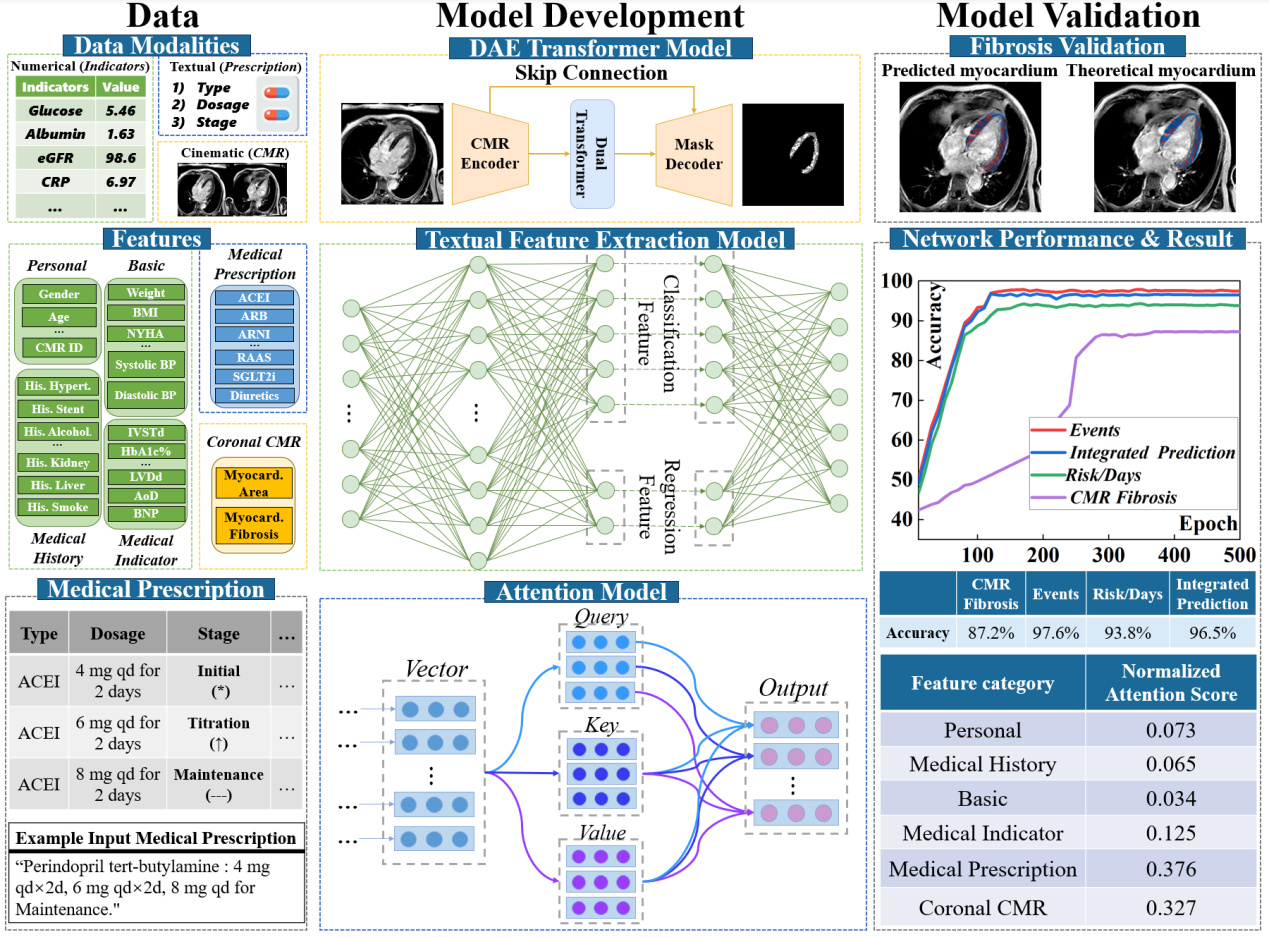 Data
Data Modalities
Numerical (Indicators)
Indicators Value
Glucose 5.46
Albumin 1.63
eGFR 98.6
CRP 6.97
... ...
Textual (Prescription)
1) Type
2) Dosage
3) Stage
Cinematic (CMR)
Features
Personal
Gender
Age
...
CMR ID
His. Hypert.
His. Stent
His. Alcohol.
...
His. Kidney
His. Liver
His. Smoke
Medical
History
Basic
Weight
BMI
NYHA
...
Systolic BP
Diastolic BP
IVSTd
HbA1c%
...
LVDd
AoD
BNP
Medical
Indicator
Medical
Prescription
ACEI
ARB
ARNI
...
RAAS
SGLT2i
Diuretics
Coronal CMR
Myocard.
Area
Myocard.
Fibrosis
Medical Prescription
Type Dosage Stage ...
ACEI 4 mg qd for 2 days Initial (*) ...
ACEI 6 mg qd for 2 days Titration (↑) ...
ACEI 8 mg qd for 2 days Maintenance (---) ...
Example Input Medical Prescription
“Perindopril tert-butylamine : 4 mg
qd×2d, 6 mg qd×2d, 8 mg qd for
Maintenance."
Model Development
DAE Transformer Model
Skip Connection
CMR
Encoder
Dual
Transformer
Mask
Decoder
Textual Feature Extraction Model
Classification
Feature
Regression
Feature
Attention Model
Vector
Query
Key
Value
Output
Model Validation
Fibrosis Validation
Predicted myocardium Theoretical myocardium
Network Performance & Result
Accuracy
100
90
80
70
60
50
40
Events
Integrated Prediction
Risk/Days
CMR Fibrosis
Epoch
100 200 300 400 500
CMR Fibrosis Events Risk/Days Integrated Prediction
Accuracy 87.2% 97.6% 93.8% 96.5%
Feature category Normalized Attention Score
Personal 0.073
Medical History 0.065
Basic 0.034
Medical Indicator 0.125
Medical Prescription 0.376
Coronal CMR 0.327